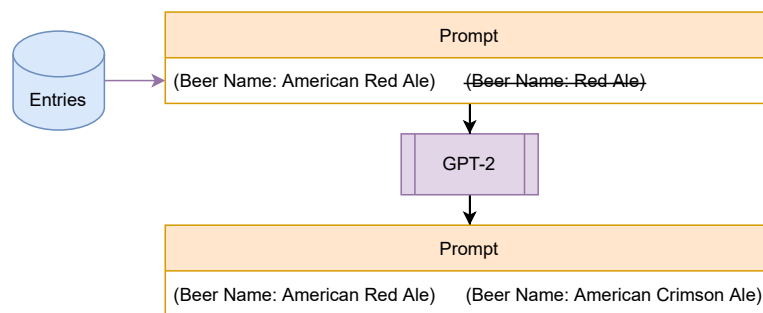 Prompt
(Beer Name: American Red Ale) (Beer Name: Red Ale)
Entries
GPT-2
Prompt
(Beer Name: American Red Ale) (Beer Name: American Crimson Ale)